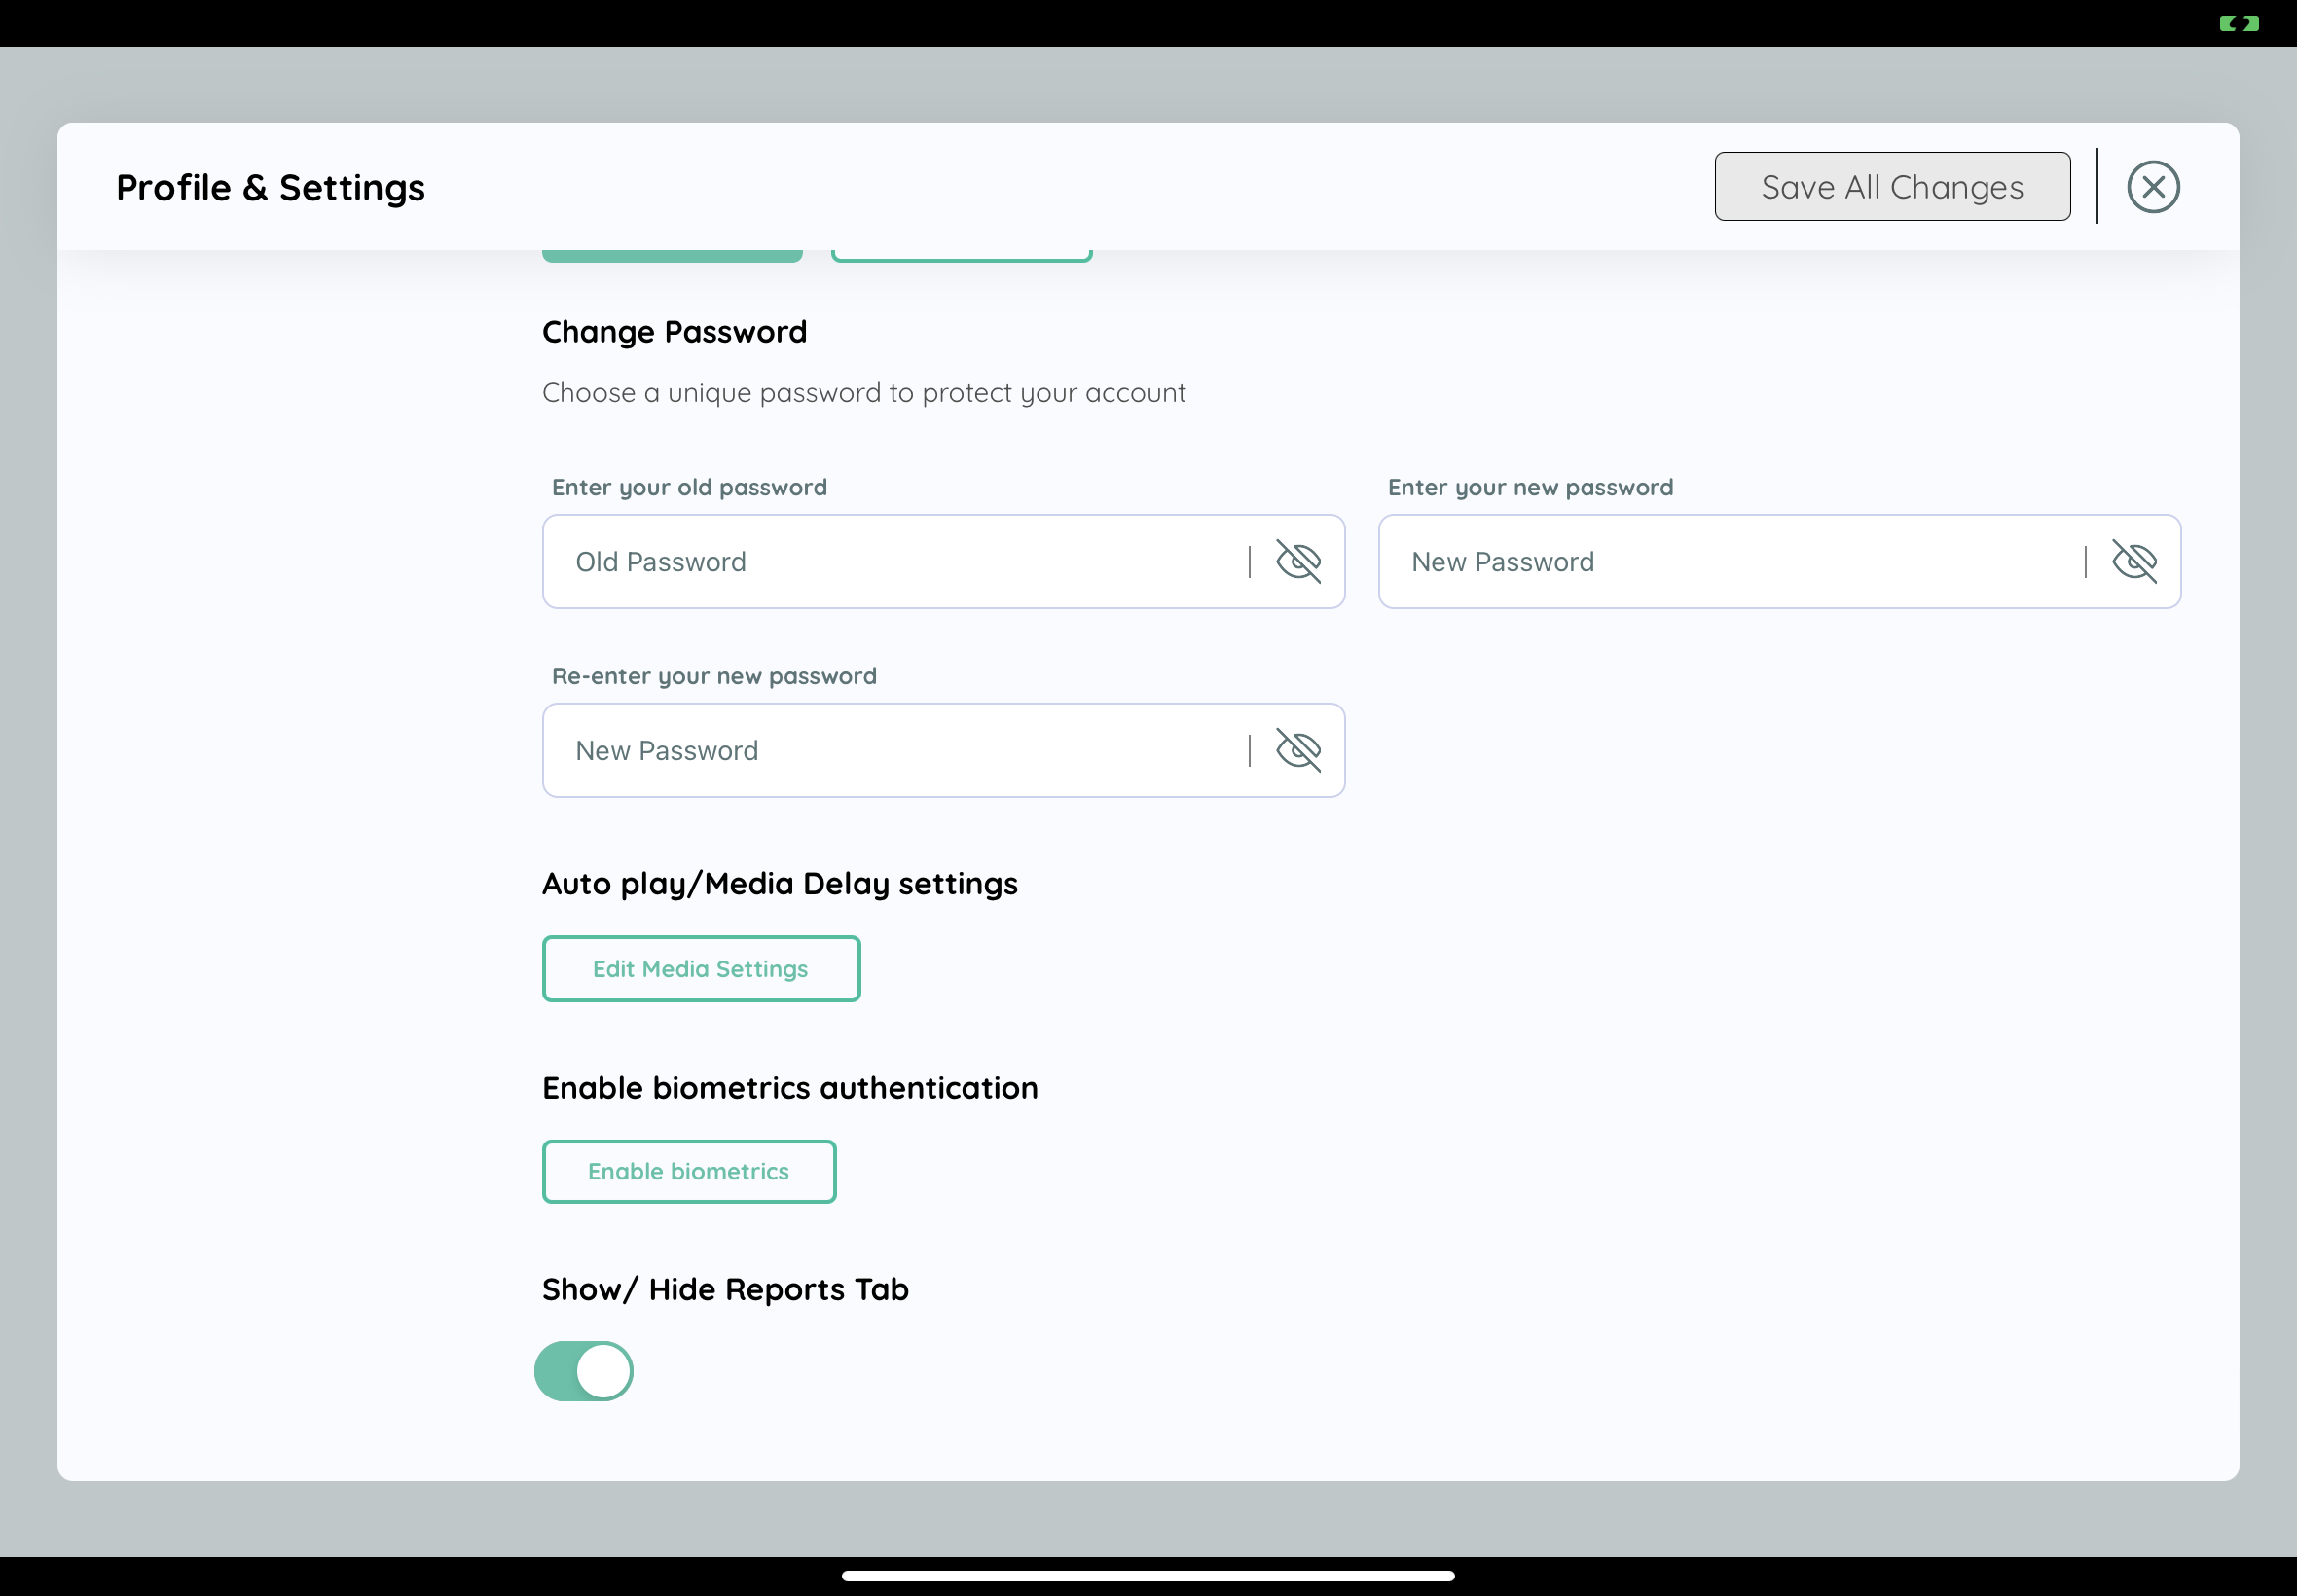 Profile & Settings
Save All Changes
Change Password
Choose a unique password to protect your account
Enter your old password
Enter your new password
Old Password
New Password
Re-enter your new password
New Password
Auto play/Media Delay settings
Edit Media Settings
Enable biometrics authentication
Enable biometrics
Show/ Hide Reports Tab